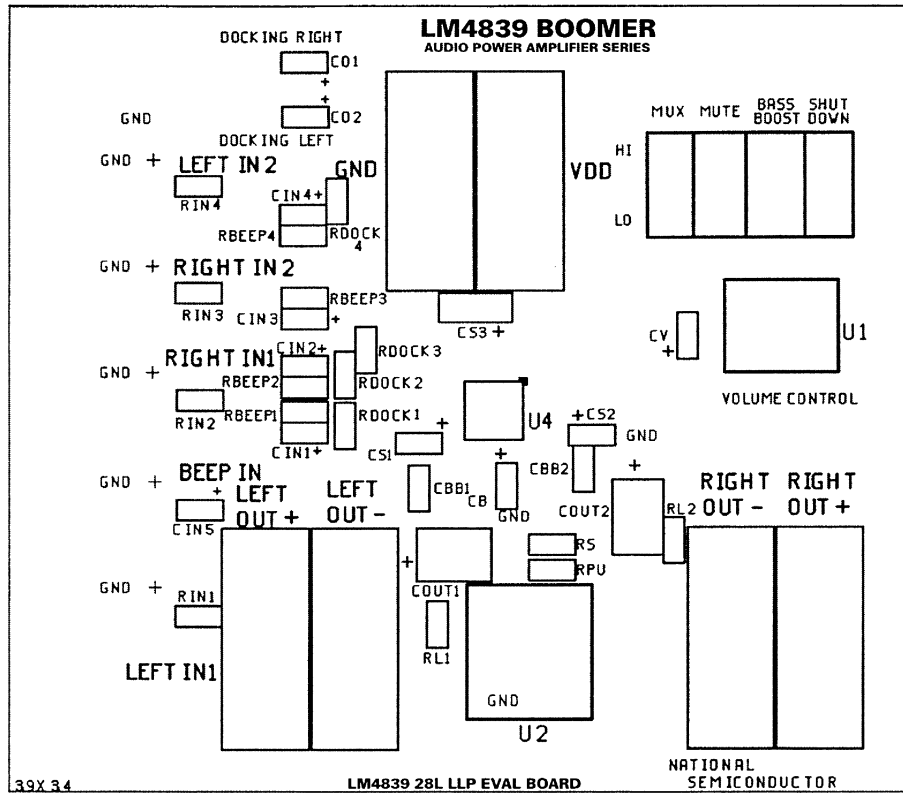 LM4839 BOOMER
AUDIO POWER AMPLIFIER SERIES
DOCKING RIGHT
CO1
+
+
CO2
DOCKING LEFT
GND
GND +
LEFT IN2
RIN4
CIN4+
GND
RBEEP4
RDOCK
4
VDD
MUX MUTE BASS BOOST SHUT DOWN
HI
LO
GND +
RIGHT IN2
RIN3
RBEEP3
CIN3 +
CS3 +
CV
+
U1
VOLUME CONTROL
GND +
RIGHT IN1
CIN2+
RDOCK3
RBEEP2
RDOCK2
RIN2
RBEEP1
RDOCK1
CIN1+
+
CS1
U4
+CS2
GND
GND +
BEEP IN
+
CIN5
LEFT
OUT +
LEFT
OUT -
CBB1
+
CB
GND
CBB2
+
COUT2
RL2
RIGHT
OUT -
RIGHT
OUT +
RS
RPU
+
COUT1
GND +
RIN1
RL1
LEFT IN1
GND
U2
39X 34
LM4839 28L LLP EVAL BOARD
NATIONAL
SEMICONDUCTOR